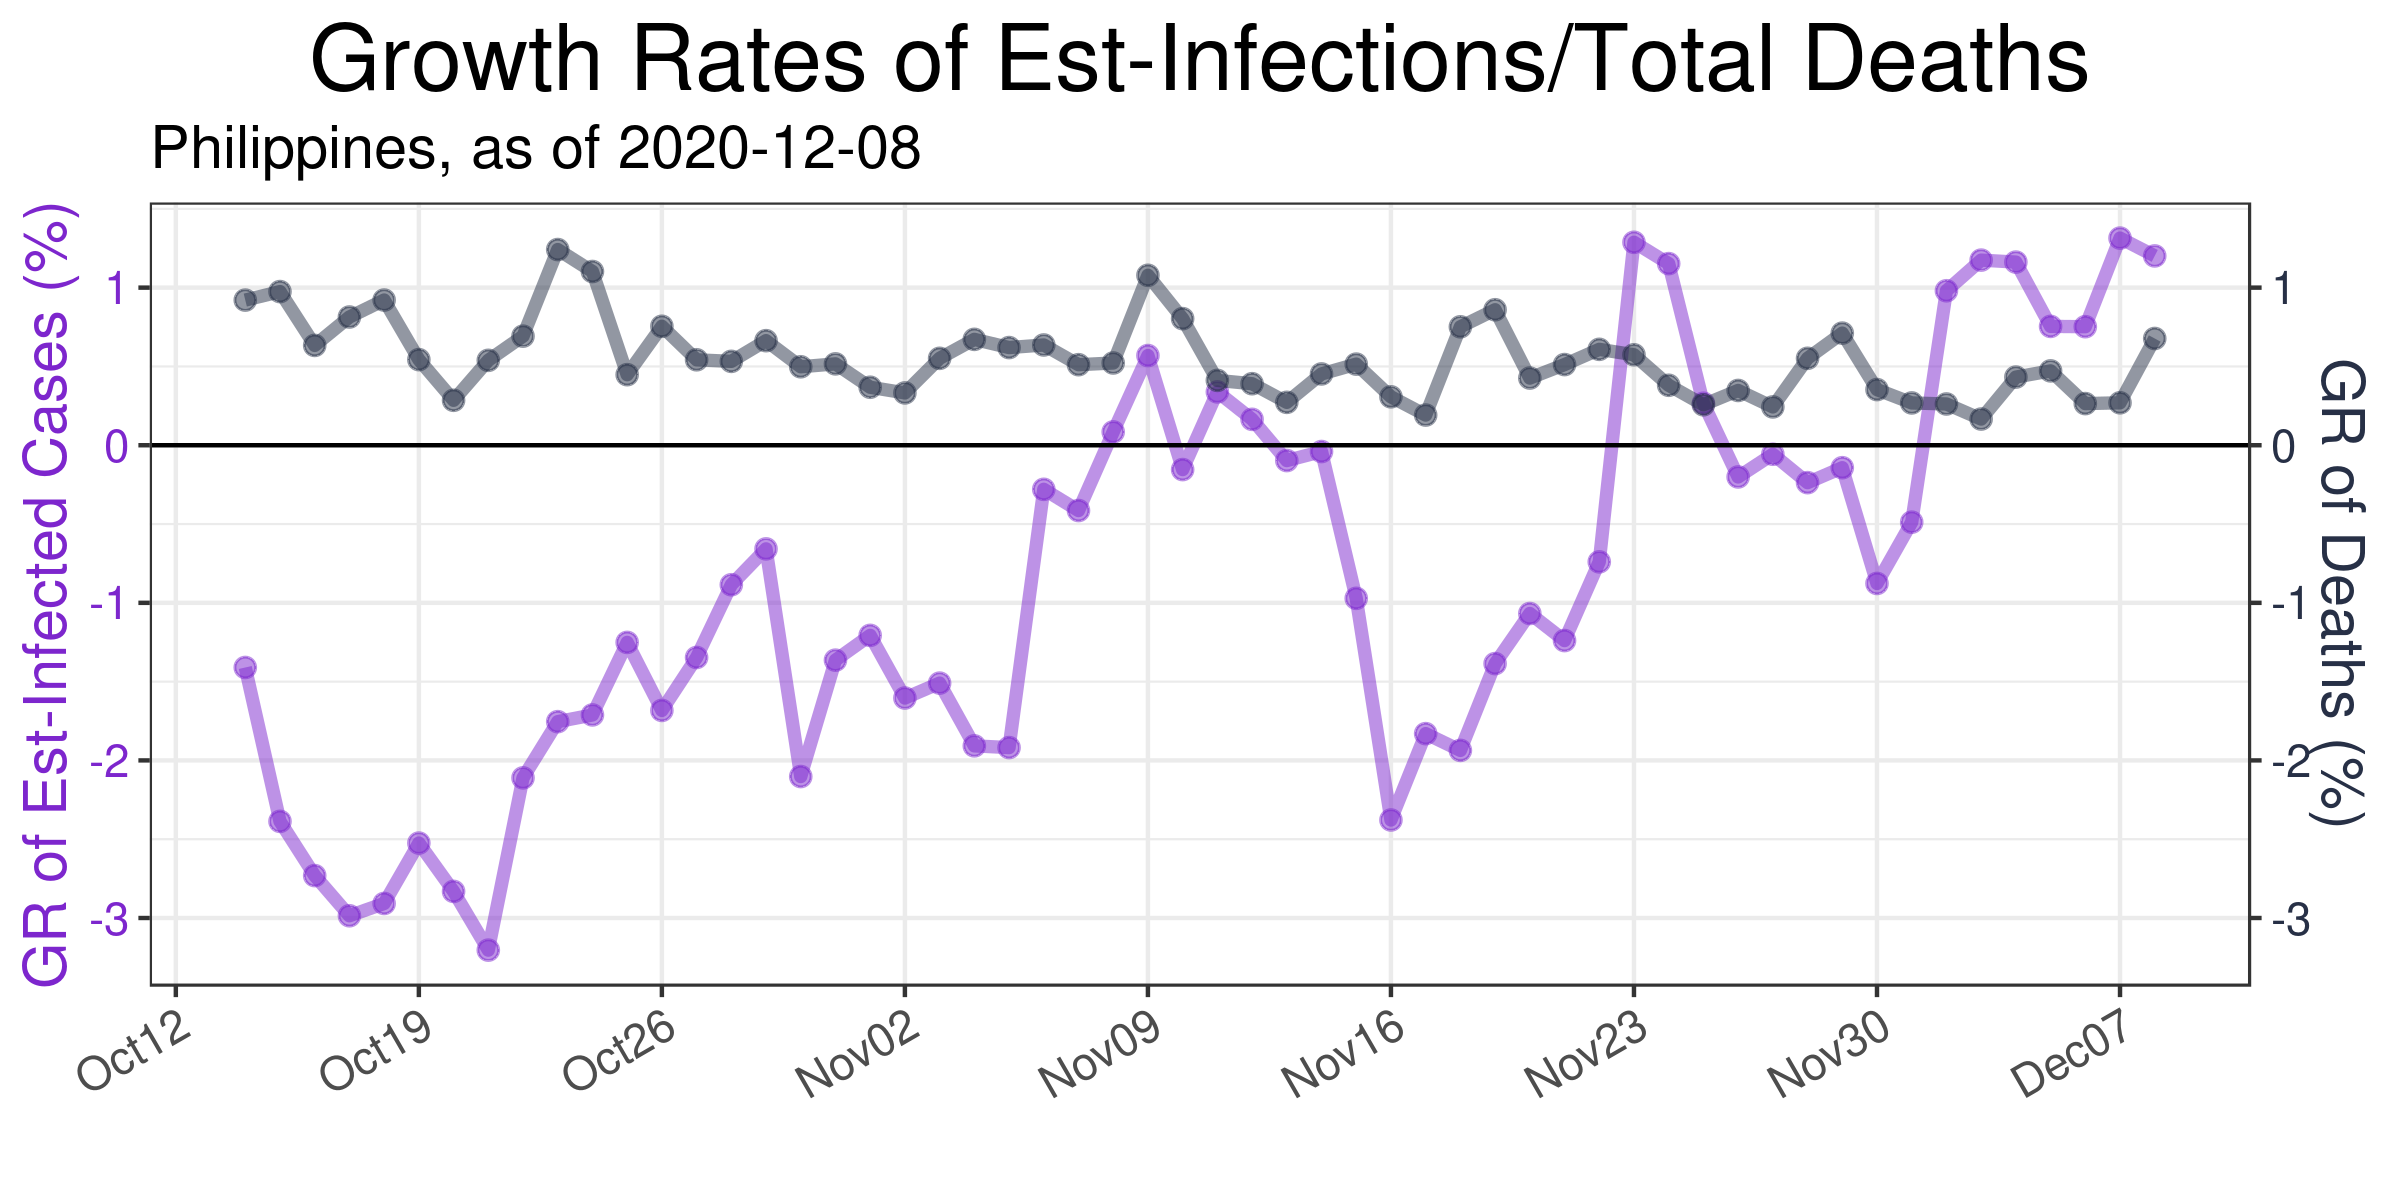 Growth Rates of Est-Infections/Total Deaths
Philippines, as of 2020-12-08
GR of Est-Infected Cases (%)
1
0
-1
-2
-3
1
0
-1
-2
-3
GR of Deaths (%)
Oct12 Oct19 Oct26 Nov02 Nov09 Nov16 Nov23 Nov30 Dec07